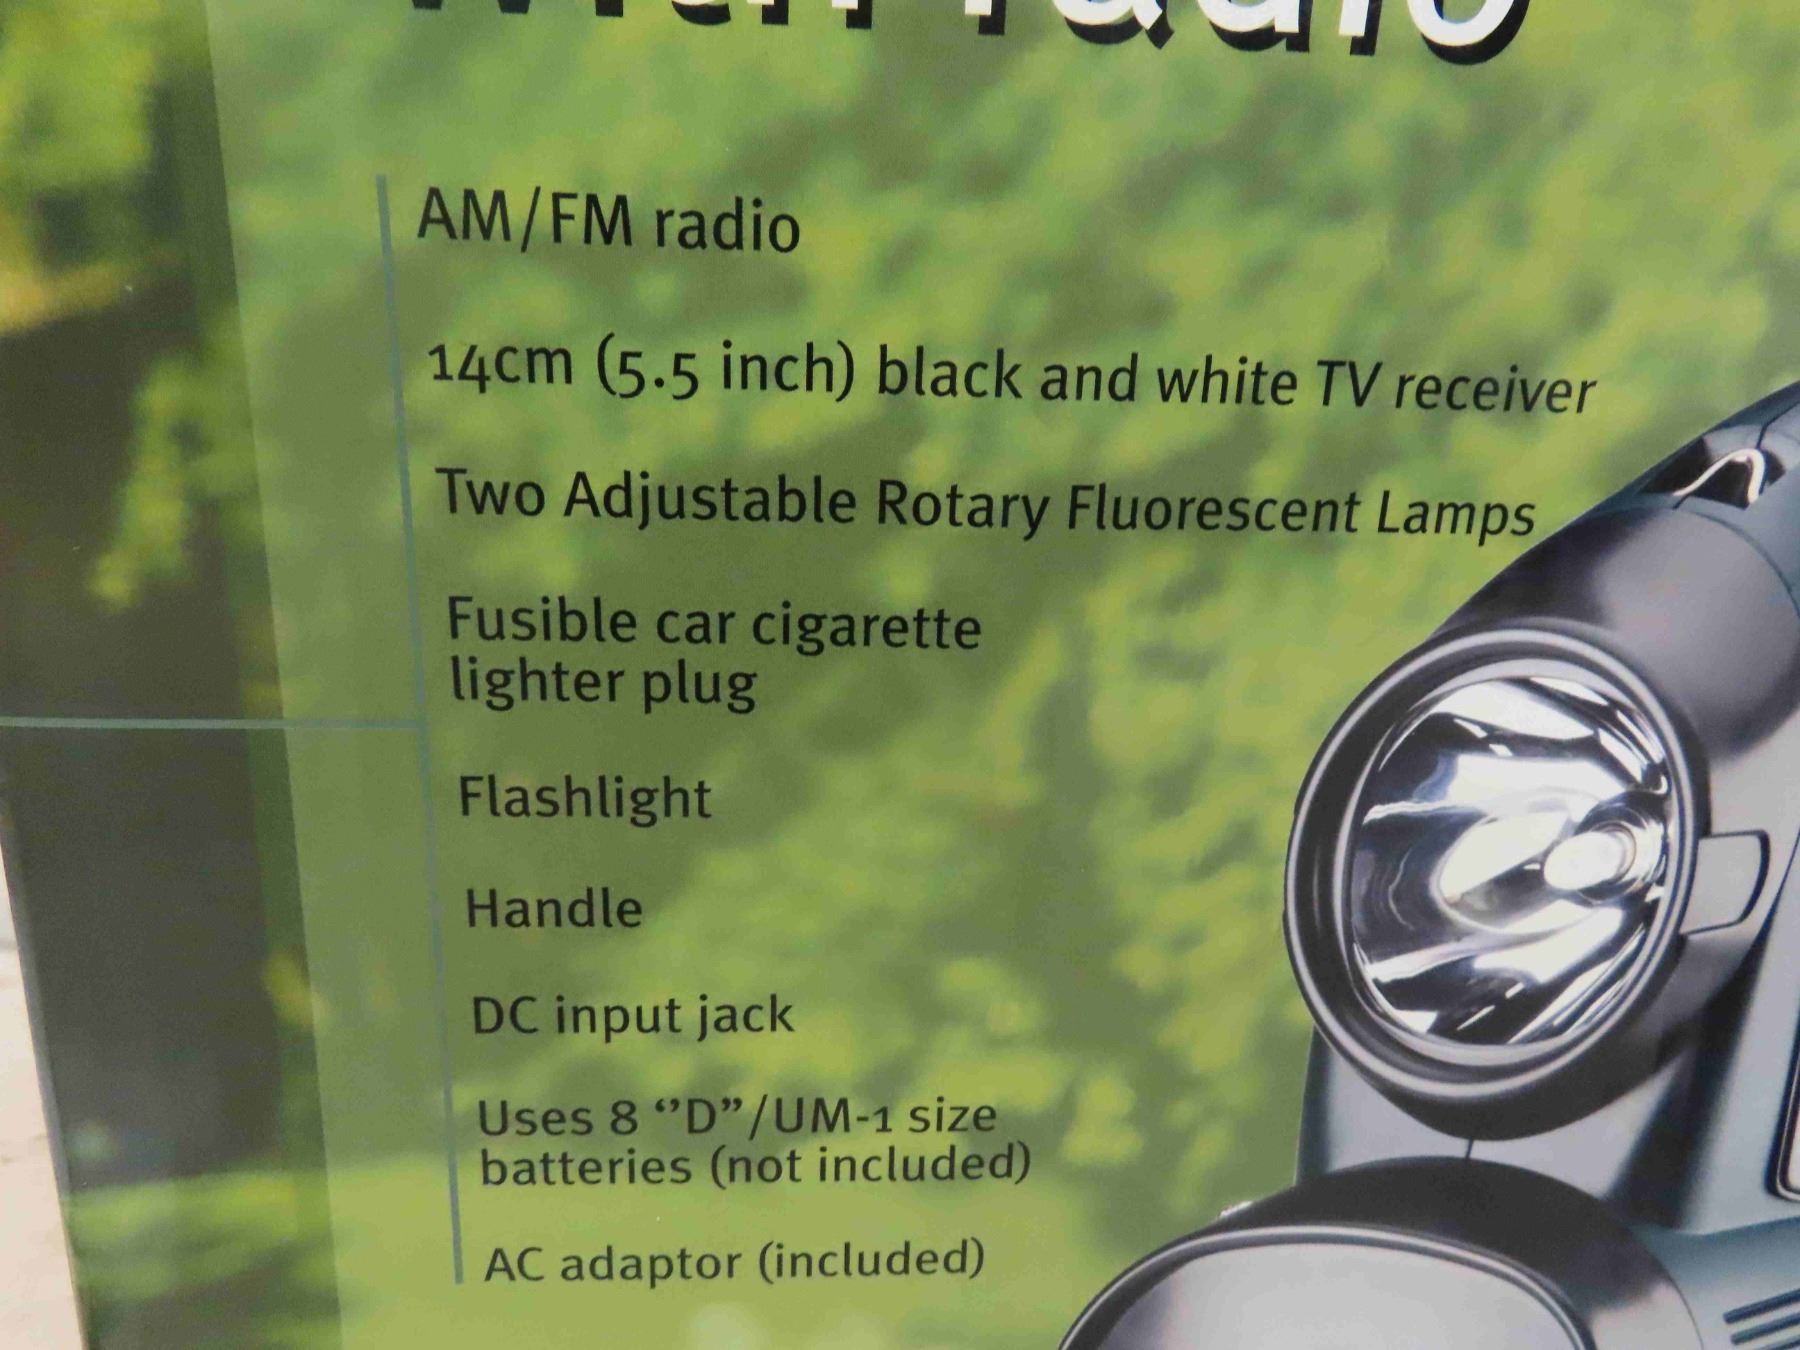 with radio
AM/FM radio
14cm (5.5 inch) black and white TV receiver
Two Adjustable Rotary Fluorescent Lamps
Fusible car cigarette
lighter plug
Flashlight
Handle
DC input jack
Uses 8 “D”/UM-1 size
batteries (not included)
AC adaptor (included)